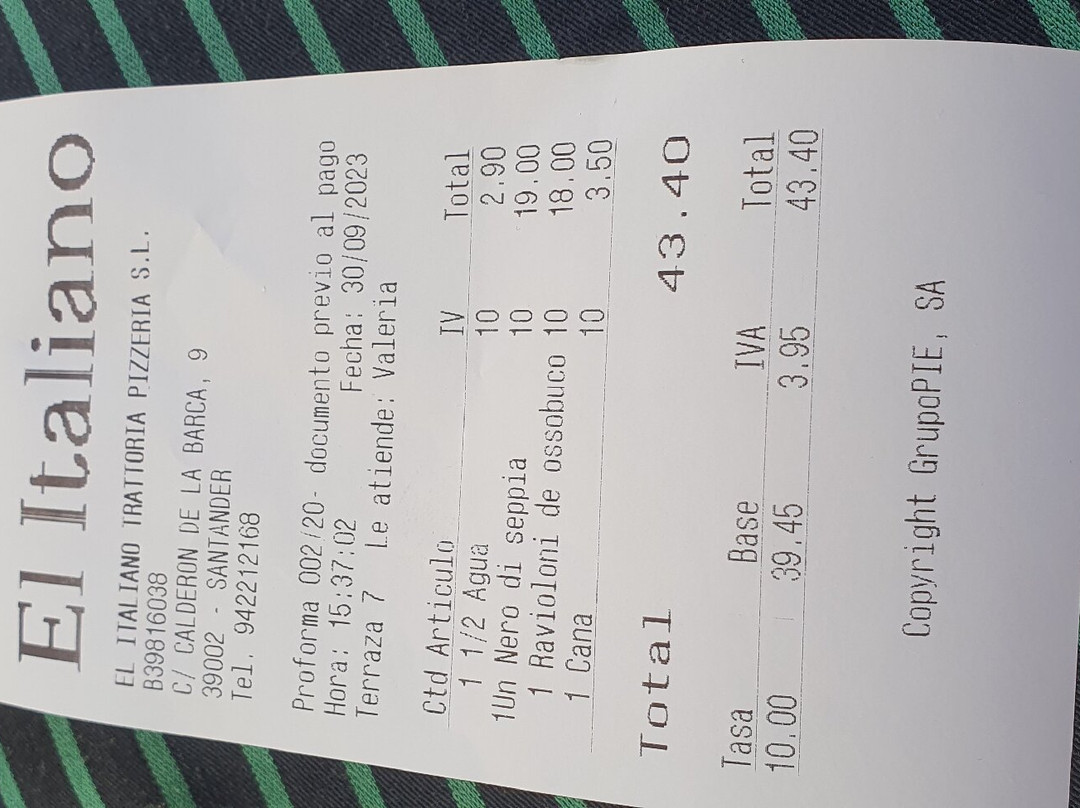 El Italiano
EL ITALIANO TRATTORIA PIZZERIA S.L.
B39816038
C/ CALDERON DE LA BARCA, 9
39002 - SANTANDER
Tel. 942212168
Proforma 002/20- documento previo al pago
Hora: 15:37:02 Fecha: 30/09/2023
Terraza 7 Le atiende: Valeria
Ctd Articulo IV Total
1 1/2 Agua 10 2.90
1Un Nero di seppia 10 19.00
1 Ravioloni de ossobuco 10 18.00
1 Cana 10 3.50
Total 43.40
Tasa Base IVA Total
10.00 39.45 3.95 43.40
Copyright GrupoPIE, SA